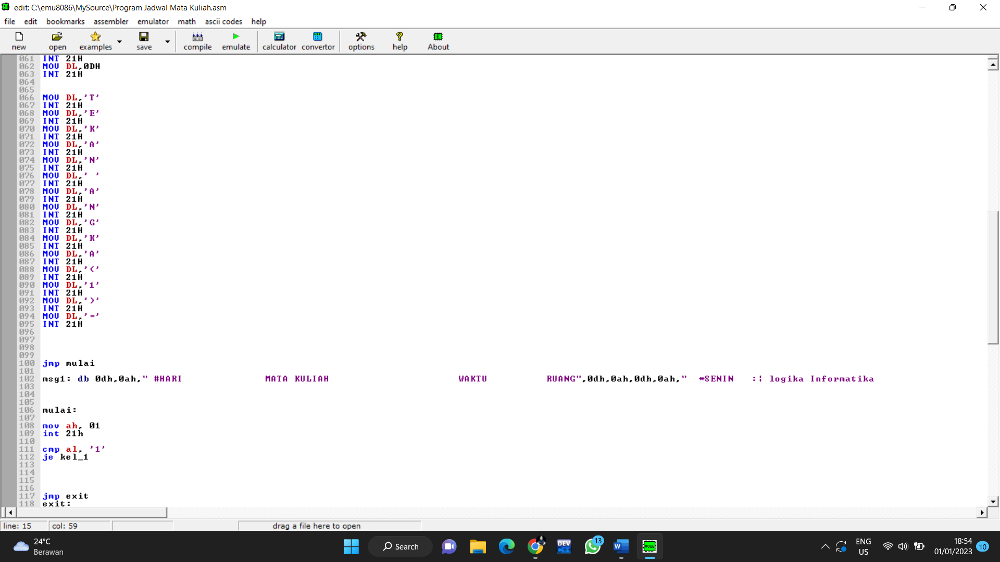 edit: C:\emu8086\MySource\Program Jadwal Mata Kuliah.asm
file edit bookmarks assembler emulator math ascii codes help
new open examples save compile emulate calculator convertor options help About
061 INT 21H
062 MOV DL,0DH
063 INT 21H
064
065
066 MOV DL,'T'
067 INT 21H
068 MOV DL,'E'
069 INT 21H
070 MOV DL,'K'
071 INT 21H
072 MOV DL,'A'
073 INT 21H
074 MOV DL,'N'
075 INT 21H
076 MOV DL,' '
077 INT 21H
078 MOV DL,'A'
079 INT 21H
080 MOV DL,'N'
081 INT 21H
082 MOV DL,'G'
083 INT 21H
084 MOV DL,'K'
085 INT 21H
086 MOV DL,'A'
087 INT 21H
088 MOV DL,'('
089 INT 21H
090 MOV DL,'1'
091 INT 21H
092 MOV DL,')'
093 INT 21H
094 MOV DL,'='
095 INT 21H
096
097
098
099
100 jmp mulai
101
102 msg1: db 0dh,0ah," #HARI MATA KULIAH WAKTU RUANG",0dh,0ah,0dh,0ah," *SENIN :¦ logika Informatika
103
104
105
106 mulai:
107
108 mov ah, 01
109 int 21h
110
111 cmp al, '1'
112 je kel_1
113
114
115
116
117 jmp exit
118 exit:
line: 15 col: 59 drag a file here to open
24°C
Berawan
Search
DEV C++
13
W
8086
ENG
US
18:54
01/01/2023
10